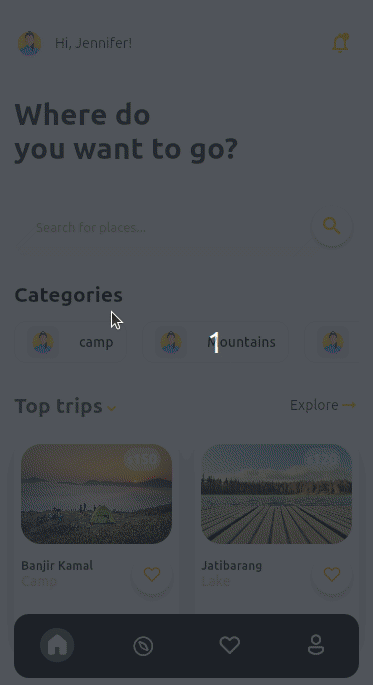 Hi, Jennifer!
Where do
you want to go?
Search for places...
Categories
camp
Mountains
1
Top trips
Explore
$150
$120
Banjir Kamal
Camp
Jatibarang
Lake